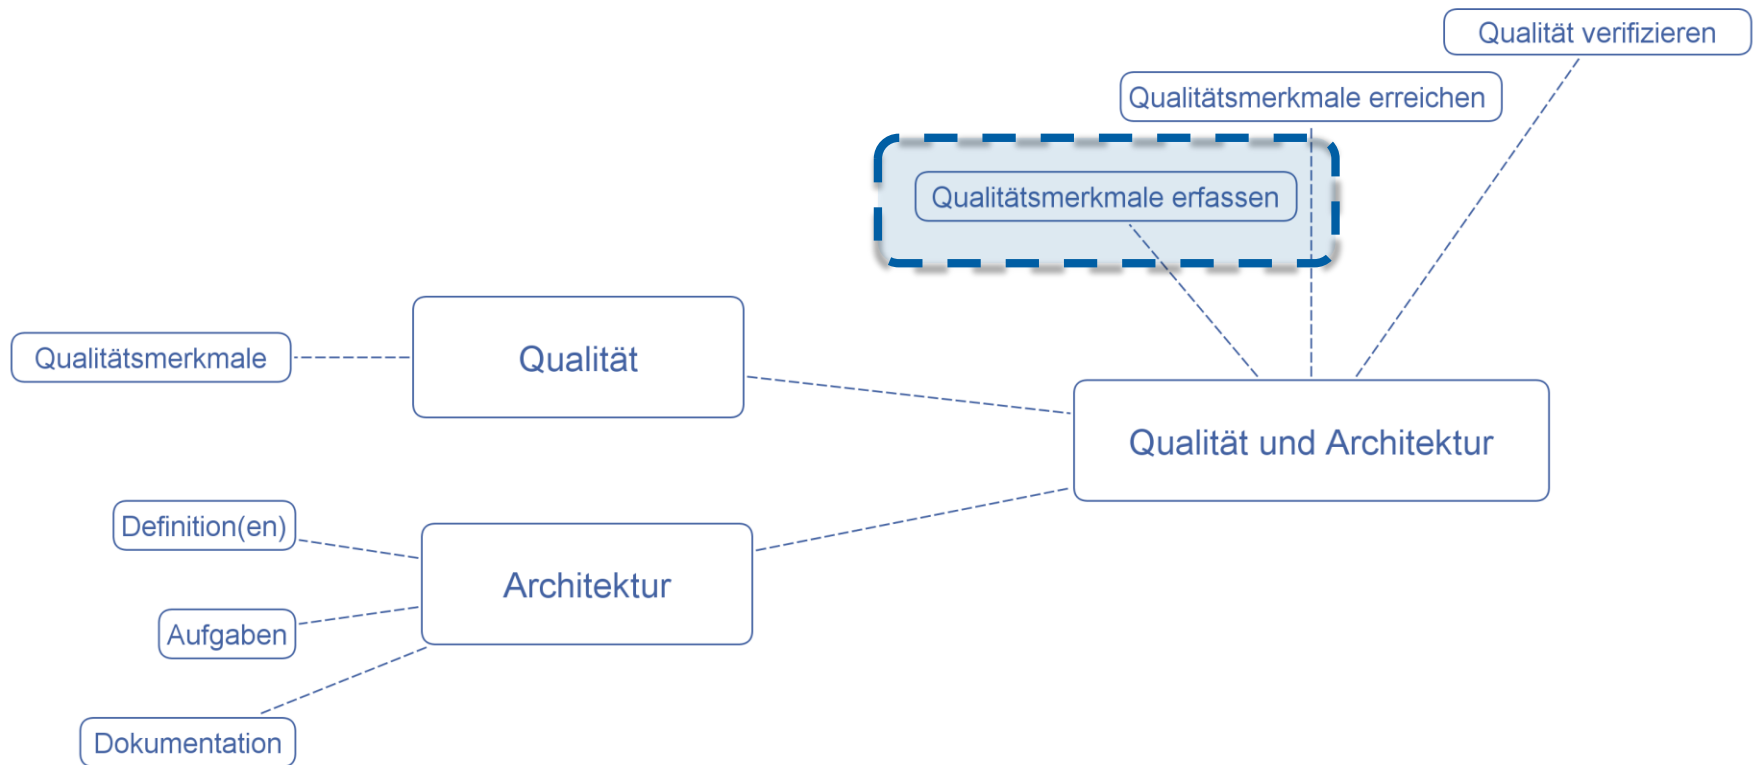 Qualität verifizieren
Qualitätsmerkmale erreichen
Qualitätsmerkmale erfassen
Qualitätsmerkmale
Qualität
Qualität und Architektur
Definition(en)
Architektur
Aufgaben
Dokumentation